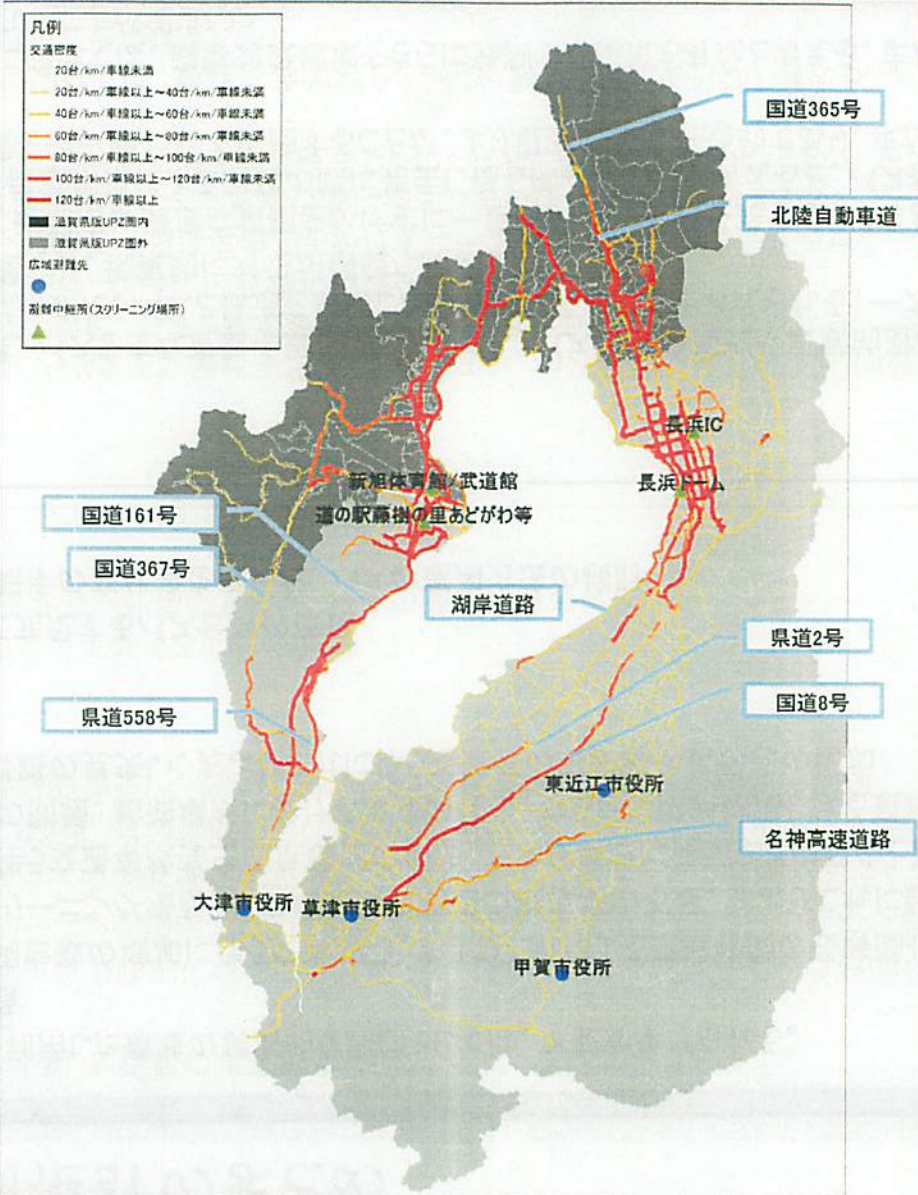 凡例
交通密度
20台/km/車線未満
20台/km/車線以上～40台/km/車線未満
40台/km/車線以上～60台/km/車線未満
60台/km/車線以上～80台/km/車線未満
80台/km/車線以上～100台/km/車線未満
100台/km/車線以上～120台/km/車線未満
120台/km/車線以上
滋賀県版UPZ圏内
滋賀県版UPZ圏外
広域避難先
避難中継所(スクリーニング場所)
国道365号
北陸自動車道
長浜IC
新旭体育館/武道館
長浜ドーム
道の駅藤樹の里あどがわ等
国道161号
国道367号
湖岸道路
県道2号
県道558号
国道8号
東近江市役所
名神高速道路
大津市役所
草津市役所
甲賀市役所